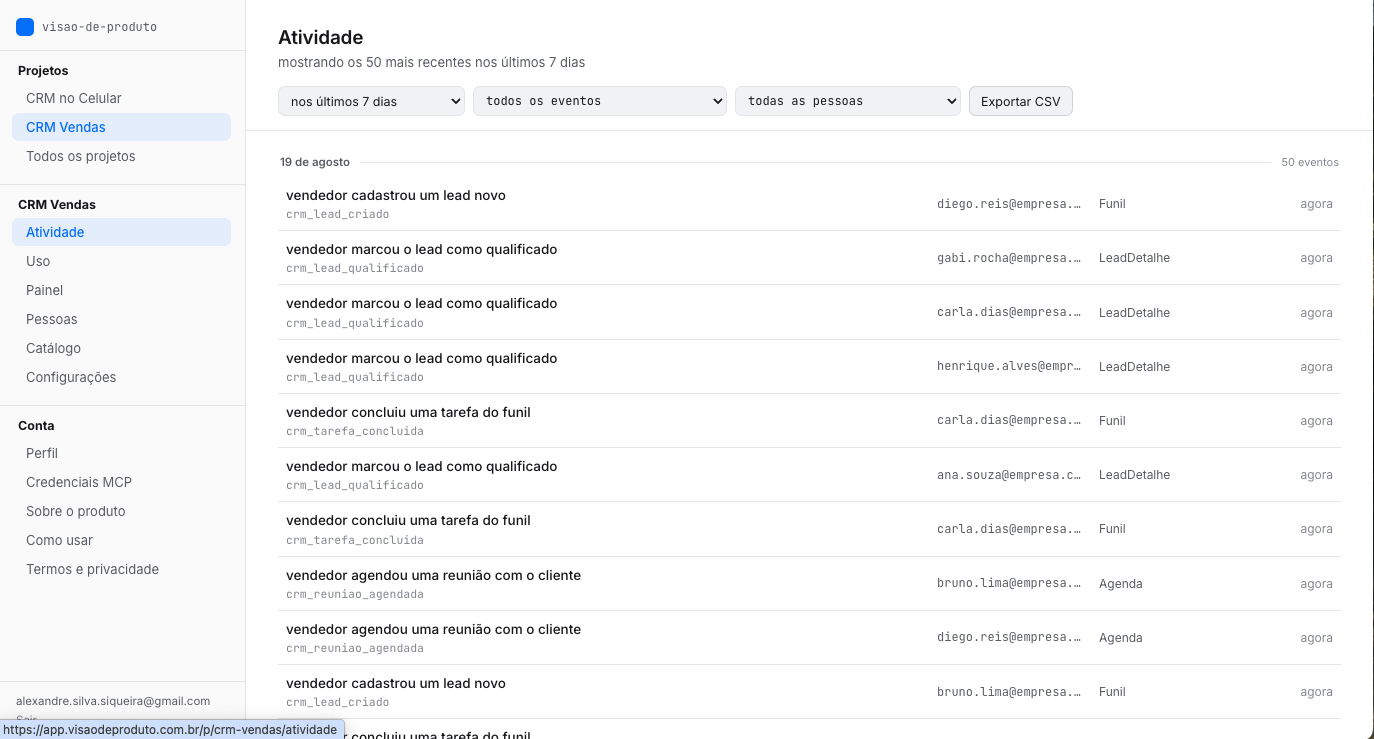 visao-de-produto
Projetos
CRM no Celular
CRM Vendas
Todos os projetos
CRM Vendas
Atividade
Uso
Painel
Pessoas
Catálogo
Configurações
Conta
Perfil
Credenciais MCP
Sobre o produto
Como usar
Termos e privacidade
alexandre.silva.siqueira@gmail.com
Sair
https://app.visaodeproduto.com.br/p/crm-vendas/atividade
Atividade
mostrando os 50 mais recentes nos últimos 7 dias
nos últimos 7 dias todos os eventos todas as pessoas Exportar CSV
19 de agosto 50 eventos
vendedor cadastrou um lead novo
crm_lead_criado diego.reis@empresa.… Funil agora
vendedor marcou o lead como qualificado
crm_lead_qualificado gabi.rocha@empresa.… LeadDetalhe agora
vendedor marcou o lead como qualificado
crm_lead_qualificado carla.dias@empresa.… LeadDetalhe agora
vendedor marcou o lead como qualificado
crm_lead_qualificado henrique.alves@empr… LeadDetalhe agora
vendedor concluiu uma tarefa do funil
crm_tarefa_concluida carla.dias@empresa.… Funil agora
vendedor marcou o lead como qualificado
crm_lead_qualificado ana.souza@empresa.c… LeadDetalhe agora
vendedor concluiu uma tarefa do funil
crm_tarefa_concluida carla.dias@empresa.… Funil agora
vendedor agendou uma reunião com o cliente
crm_reuniao_agendada bruno.lima@empresa.… Agenda agora
vendedor agendou uma reunião com o cliente
crm_reuniao_agendada diego.reis@empresa.… Agenda agora
vendedor cadastrou um lead novo
crm_lead_criado bruno.lima@empresa.… Funil agora
concluiu uma tarefa do funil